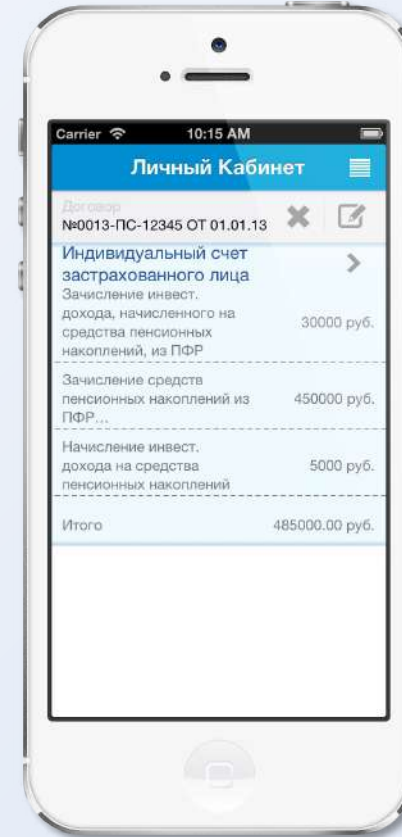 Carrier 10:15 AM
Личный Кабинет
Договор
№0013-ПС-12345 ОТ 01.01.13
Индивидуальный счет
застрахованного лица
Зачисление инвест.
дохода, начисленного на
средства пенсионных
накоплений, из ПФР
30000 руб.
Зачисление средств
пенсионных накоплений из
ПФР...
450000 руб.
Начисление инвест.
дохода на средства
пенсионных накоплений
5000 руб.
Итого 485000.00 руб.